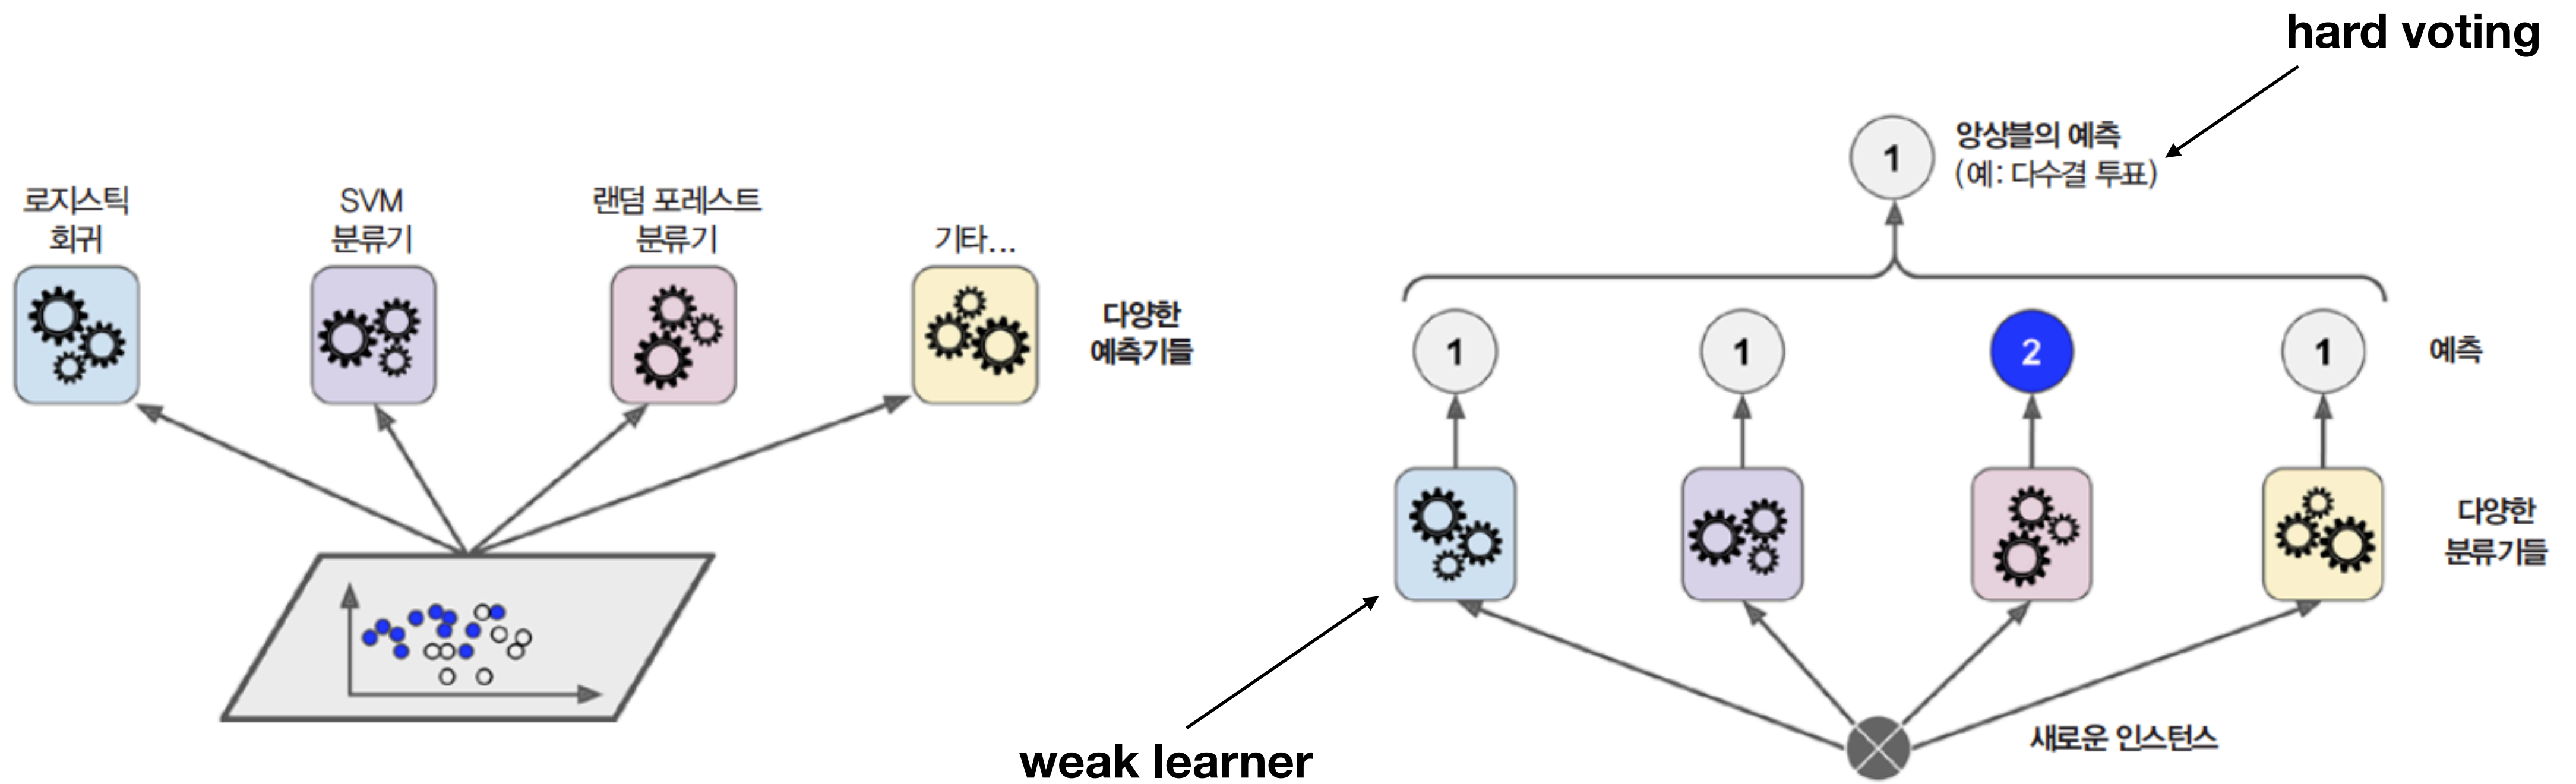 로지스틱
회귀
SVM
분류기
랜덤 포레스트
분류기
기타...
다양한
예측기들
hard voting
1
앙상블의 예측
(예: 다수결 투표)
1
1
2
1
예측
다양한
분류기들
weak learner
새로운 인스턴스